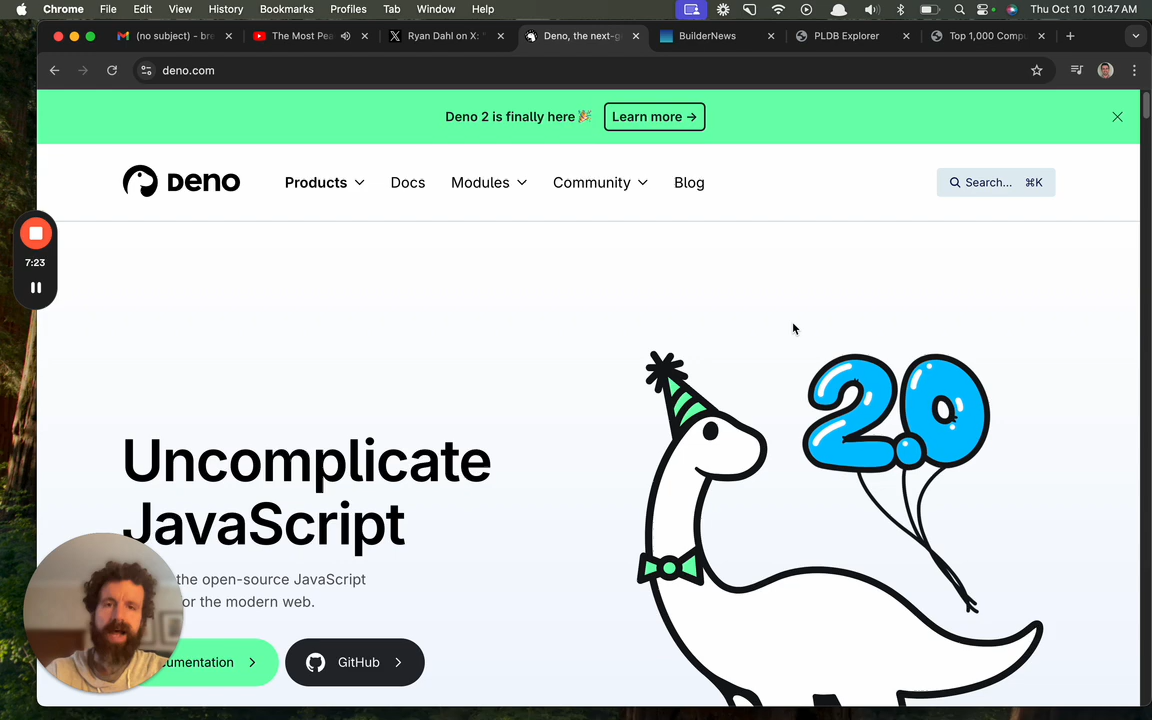 Chrome File Edit View History Bookmarks Profiles Tab Window Help Thu Oct 10 10:47 AM
(no subject) - bre The Most Pea Ryan Dahl on X: " Deno, the next-g BuilderNews PLDB Explorer Top 1,000 Compu
deno.com
Deno 2 is finally here 🎉 Learn more →
DENO Products Docs Modules Community Blog Search... ⌘K
7:23
2.0
Uncomplicate
JavaScript
the open-source JavaScript
or the modern web.
umentation GitHub